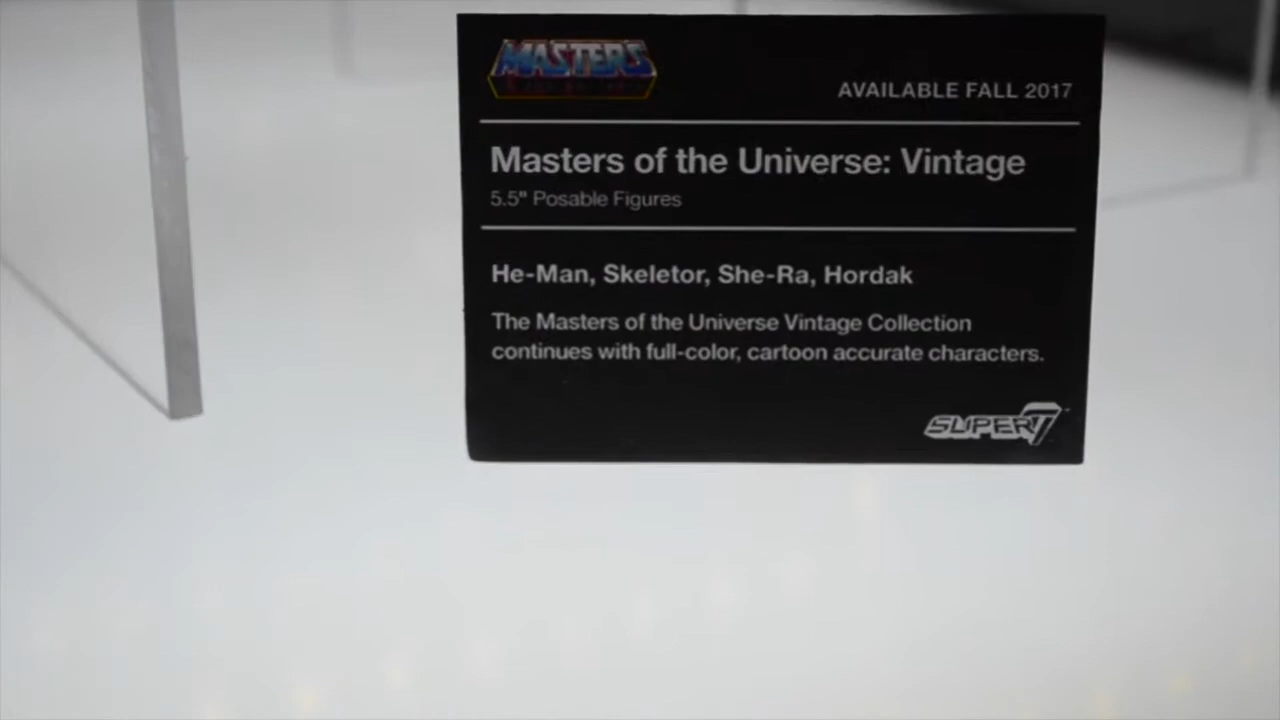 MASTERS
AVAILABLE FALL 2017
Masters of the Universe: Vintage
5.5" Posable Figures
He-Man, Skeletor, She-Ra, Hordak
The Masters of the Universe Vintage Collection
continues with full-color, cartoon accurate characters.
SUPER7